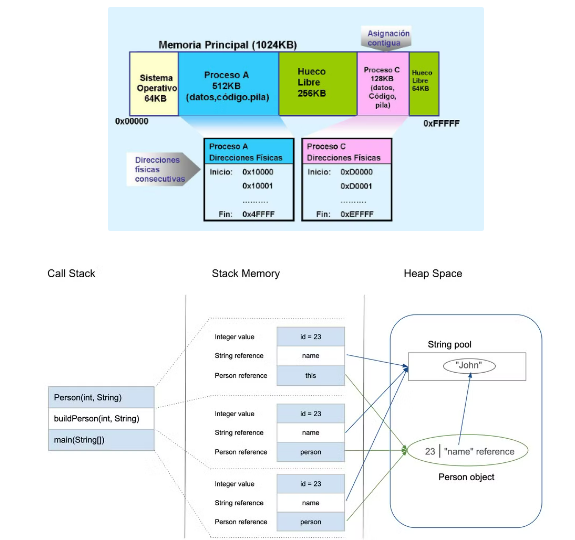 Asignación
contigua
Memoria Principal (1024KB)
Sistema
Operativo
64KB
Proceso A
512KB
(datos,código.pila)
Hueco
Libre
256KB
Proceso C
128KB
(datos,
Código,
pila)
Hueco
Libre
64KB
0x00000
0xFFFFF
Direcciones
físicas
consecutivas
Proceso A
Direcciones Físicas
Inicio: 0x10000
0x10001
..........
Fin: 0x4FFFF
Proceso C
Direcciones Físicas
Inicio: 0xD0000
0xD0001
..........
Fin: 0xEFFFF
Call Stack
Stack Memory
Heap Space
Person(int, String)
buildPerson(int, String)
main(String[])
Integer value id = 23
String reference name
Person reference this
Integer value id = 23
String reference name
Person reference person
Integer value id = 23
String reference name
Person reference person
String pool
"John"
23 | "name" reference
Person object